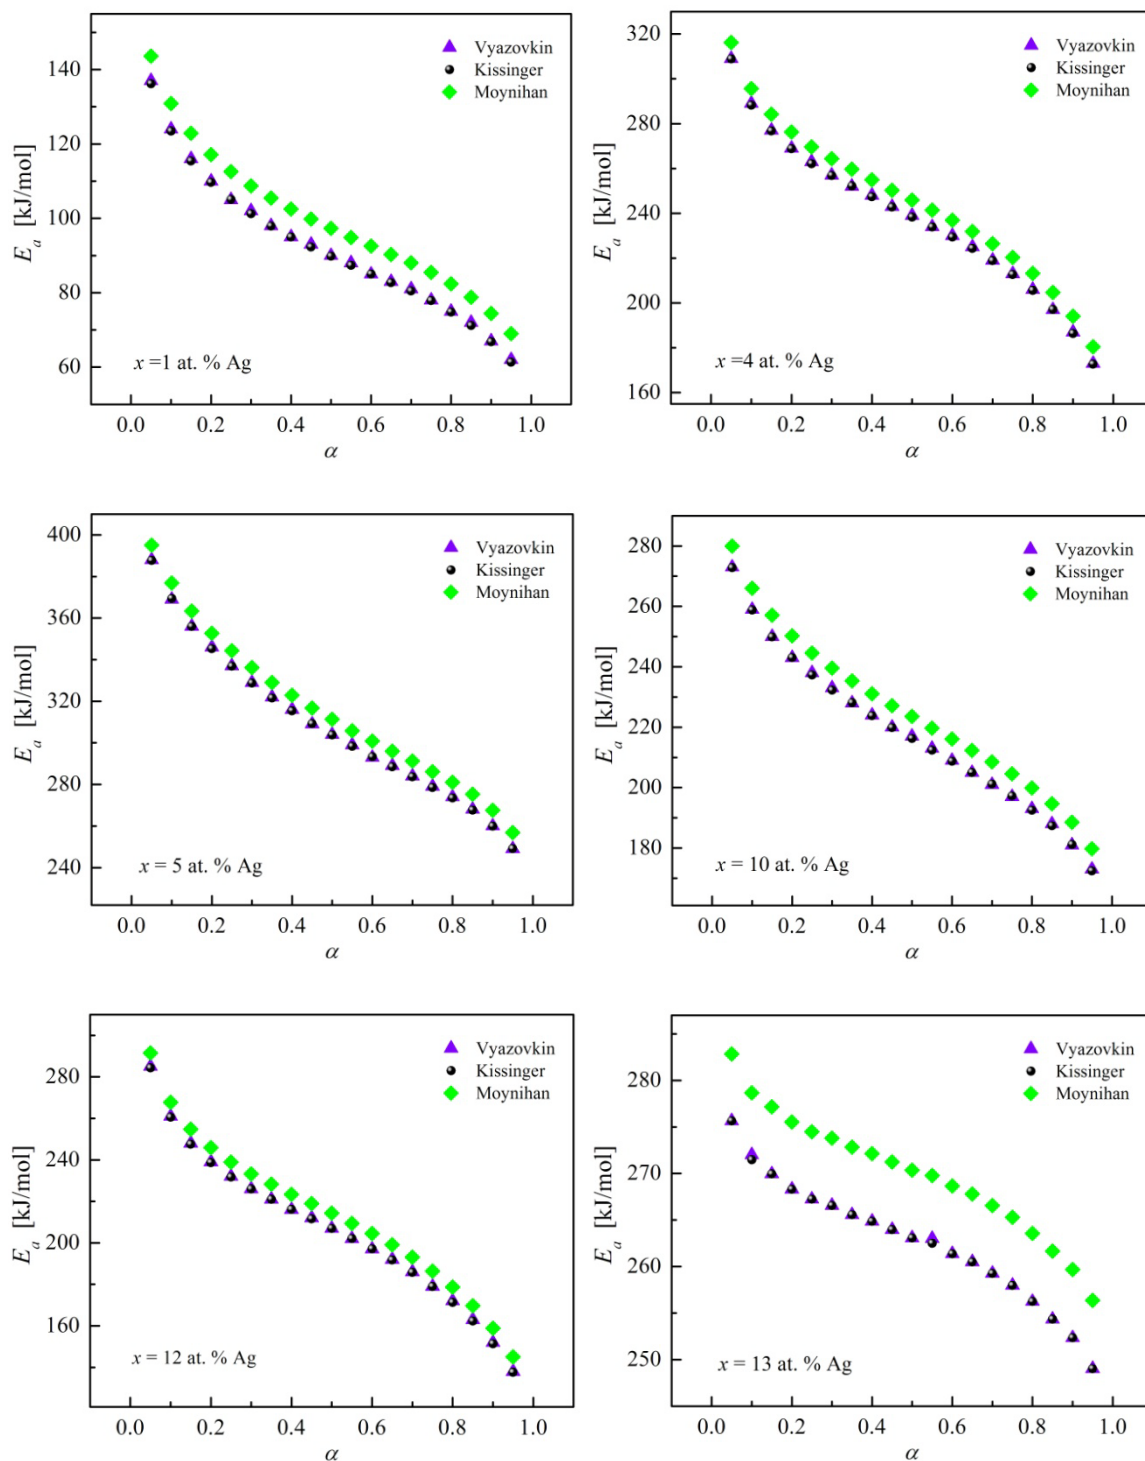 Vyazovkin
Kissinger
Moynihan
140
120
100
80
60
E_a [kJ/mol]
x =1 at. % Ag
0.0 0.2 0.4 0.6 0.8 1.0
α
Vyazovkin
Kissinger
Moynihan
320
280
240
200
160
E_a [kJ/mol]
x =4 at. % Ag
0.0 0.2 0.4 0.6 0.8 1.0
α
Vyazovkin
Kissinger
Moynihan
400
360
320
280
240
E_a [kJ/mol]
x = 5 at. % Ag
0.0 0.2 0.4 0.6 0.8 1.0
α
Vyazovkin
Kissinger
Moynihan
280
260
240
220
200
180
E_a [kJ/mol]
x = 10 at. % Ag
0.0 0.2 0.4 0.6 0.8 1.0
α
Vyazovkin
Kissinger
Moynihan
280
240
200
160
E_a [kJ/mol]
x = 12 at. % Ag
0.0 0.2 0.4 0.6 0.8 1.0
α
Vyazovkin
Kissinger
Moynihan
280
270
260
250
E_a [kJ/mol]
x = 13 at. % Ag
0.0 0.2 0.4 0.6 0.8 1.0
α